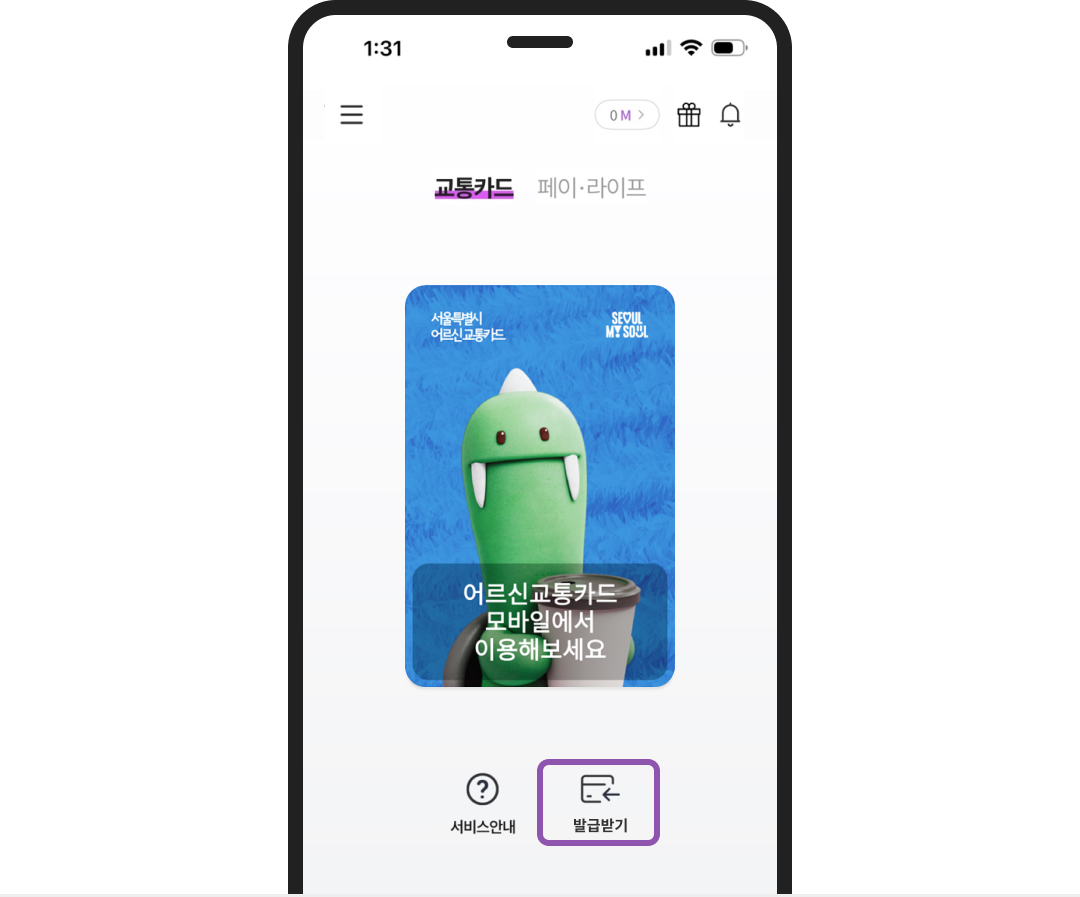 1:31
0 M
교통카드 페이·라이프
서울특별시
어르신 교통카드
SEOUL
MY SOUL
어르신교통카드
모바일에서
이용해보세요
서비스안내 발급받기